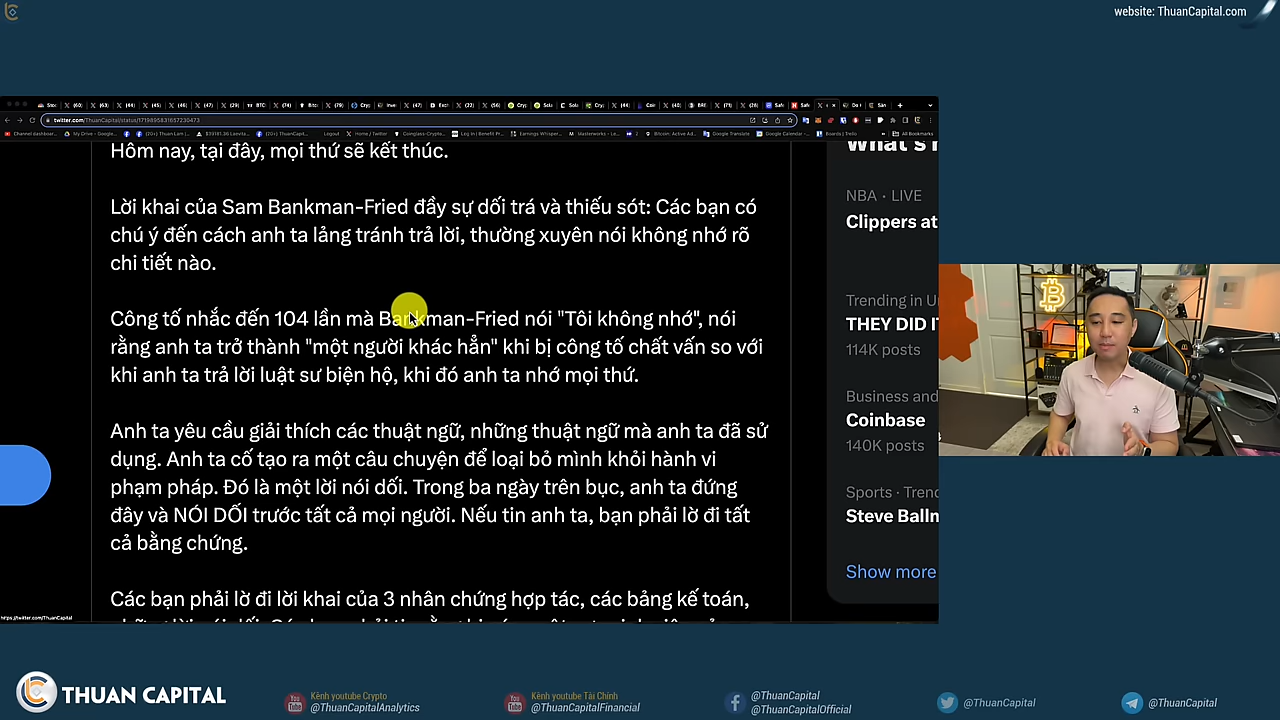 website: ThuanCapital.com
twitter.com/ThuanCapital/status/1719895831657230473
Hôm nay, tại đây, mọi thứ sẽ kết thúc.
Lời khai của Sam Bankman-Fried đầy sự dối trá và thiếu sót: Các bạn có
chú ý đến cách anh ta lảng tránh trả lời, thường xuyên nói không nhớ rõ
chi tiết nào.
Công tố nhắc đến 104 lần mà Bankman-Fried nói "Tôi không nhớ", nói
rằng anh ta trở thành "một người khác hẳn" khi bị công tố chất vấn so với
khi anh ta trả lời luật sư biện hộ, khi đó anh ta nhớ mọi thứ.
Anh ta yêu cầu giải thích các thuật ngữ, những thuật ngữ mà anh ta đã sử
dụng. Anh ta cố tạo ra một câu chuyện để loại bỏ mình khỏi hành vi
phạm pháp. Đó là một lời nói dối. Trong ba ngày trên bục, anh ta đứng
đây và NÓI DỐI trước tất cả mọi người. Nếu tin anh ta, bạn phải lờ đi tất
cả bằng chứng.
Các bạn phải lờ đi lời khai của 3 nhân chứng hợp tác, các bảng kế toán,
What's
NBA · LIVE
Clippers at
Trending in
THEY DID
114K posts
Business and
Coinbase
140K posts
Sports ·
Steve
Show more
https://twitter.com/ThuanCapital
THUAN CAPITAL
Kênh youtube Crypto
@ThuanCapitalAnalytics
Kênh youtube Tài Chính
@ThuanCapitalFinancial
@ThuanCapital
@ThuanCapitalOfficial
@ThuanCapital
@ThuanCapital